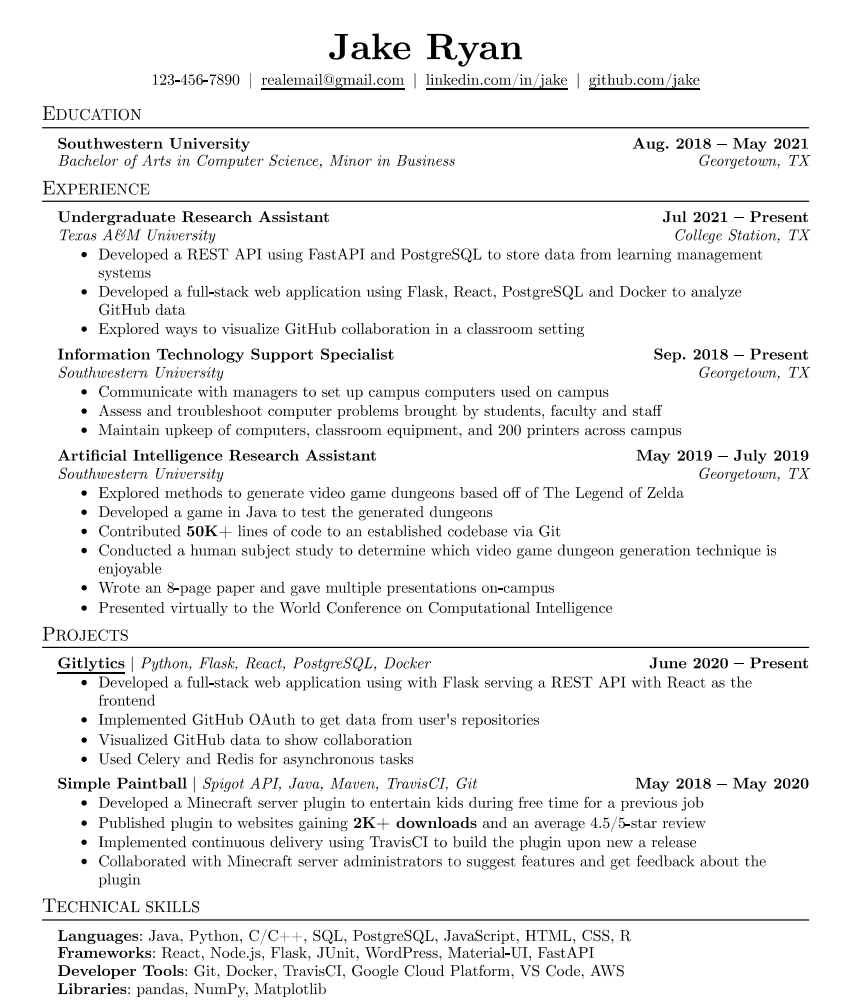 Jake Ryan
123-456-7890 | realemail@gmail.com | linkedin.com/in/jake | github.com/jake
Education
Southwestern University Aug. 2018 – May 2021
Bachelor of Arts in Computer Science, Minor in Business Georgetown, TX
Experience
Undergraduate Research Assistant Jul 2021 – Present
Texas A&M University College Station, TX
• Developed a REST API using FastAPI and PostgreSQL to store data from learning management
systems
• Developed a full-stack web application using Flask, React, PostgreSQL and Docker to analyze
GitHub data
• Explored ways to visualize GitHub collaboration in a classroom setting
Information Technology Support Specialist Sep. 2018 – Present
Southwestern University Georgetown, TX
• Communicate with managers to set up campus computers used on campus
• Assess and troubleshoot computer problems brought by students, faculty and staff
• Maintain upkeep of computers, classroom equipment, and 200 printers across campus
Artificial Intelligence Research Assistant May 2019 – July 2019
Southwestern University Georgetown, TX
• Explored methods to generate video game dungeons based off of The Legend of Zelda
• Developed a game in Java to test the generated dungeons
• Contributed 50K+ lines of code to an established codebase via Git
• Conducted a human subject study to determine which video game dungeon generation technique is
enjoyable
• Wrote an 8-page paper and gave multiple presentations on-campus
• Presented virtually to the World Conference on Computational Intelligence
Projects
Gitlytics | Python, Flask, React, PostgreSQL, Docker June 2020 – Present
• Developed a full-stack web application using with Flask serving a REST API with React as the
frontend
• Implemented GitHub OAuth to get data from user's repositories
• Visualized GitHub data to show collaboration
• Used Celery and Redis for asynchronous tasks
Simple Paintball | Spigot API, Java, Maven, TravisCI, Git May 2018 – May 2020
• Developed a Minecraft server plugin to entertain kids during free time for a previous job
• Published plugin to websites gaining 2K+ downloads and an average 4.5/5-star review
• Implemented continuous delivery using TravisCI to build the plugin upon new a release
• Collaborated with Minecraft server administrators to suggest features and get feedback about the
plugin
Technical skills
Languages: Java, Python, C/C++, SQL, PostgreSQL, JavaScript, HTML, CSS, R
Frameworks: React, Node.js, Flask, JUnit, WordPress, Material-UI, FastAPI
Developer Tools: Git, Docker, TravisCI, Google Cloud Platform, VS Code, AWS
Libraries: pandas, NumPy, Matplotlib